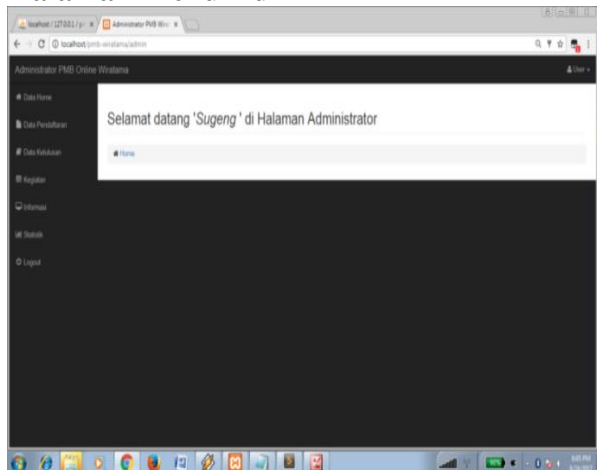 localhost / 127.0.0.1 / p
Administrator PMB Wira
localhost/pmb-wiratama/admin
Administrator PMB Online Wiratama
User
Data Home
Data Pendaftaran
Data Kelulusan
Kegiatan
Informasi
Statistik
Logout
Selamat datang 'Sugeng ' di Halaman Administrator
Home